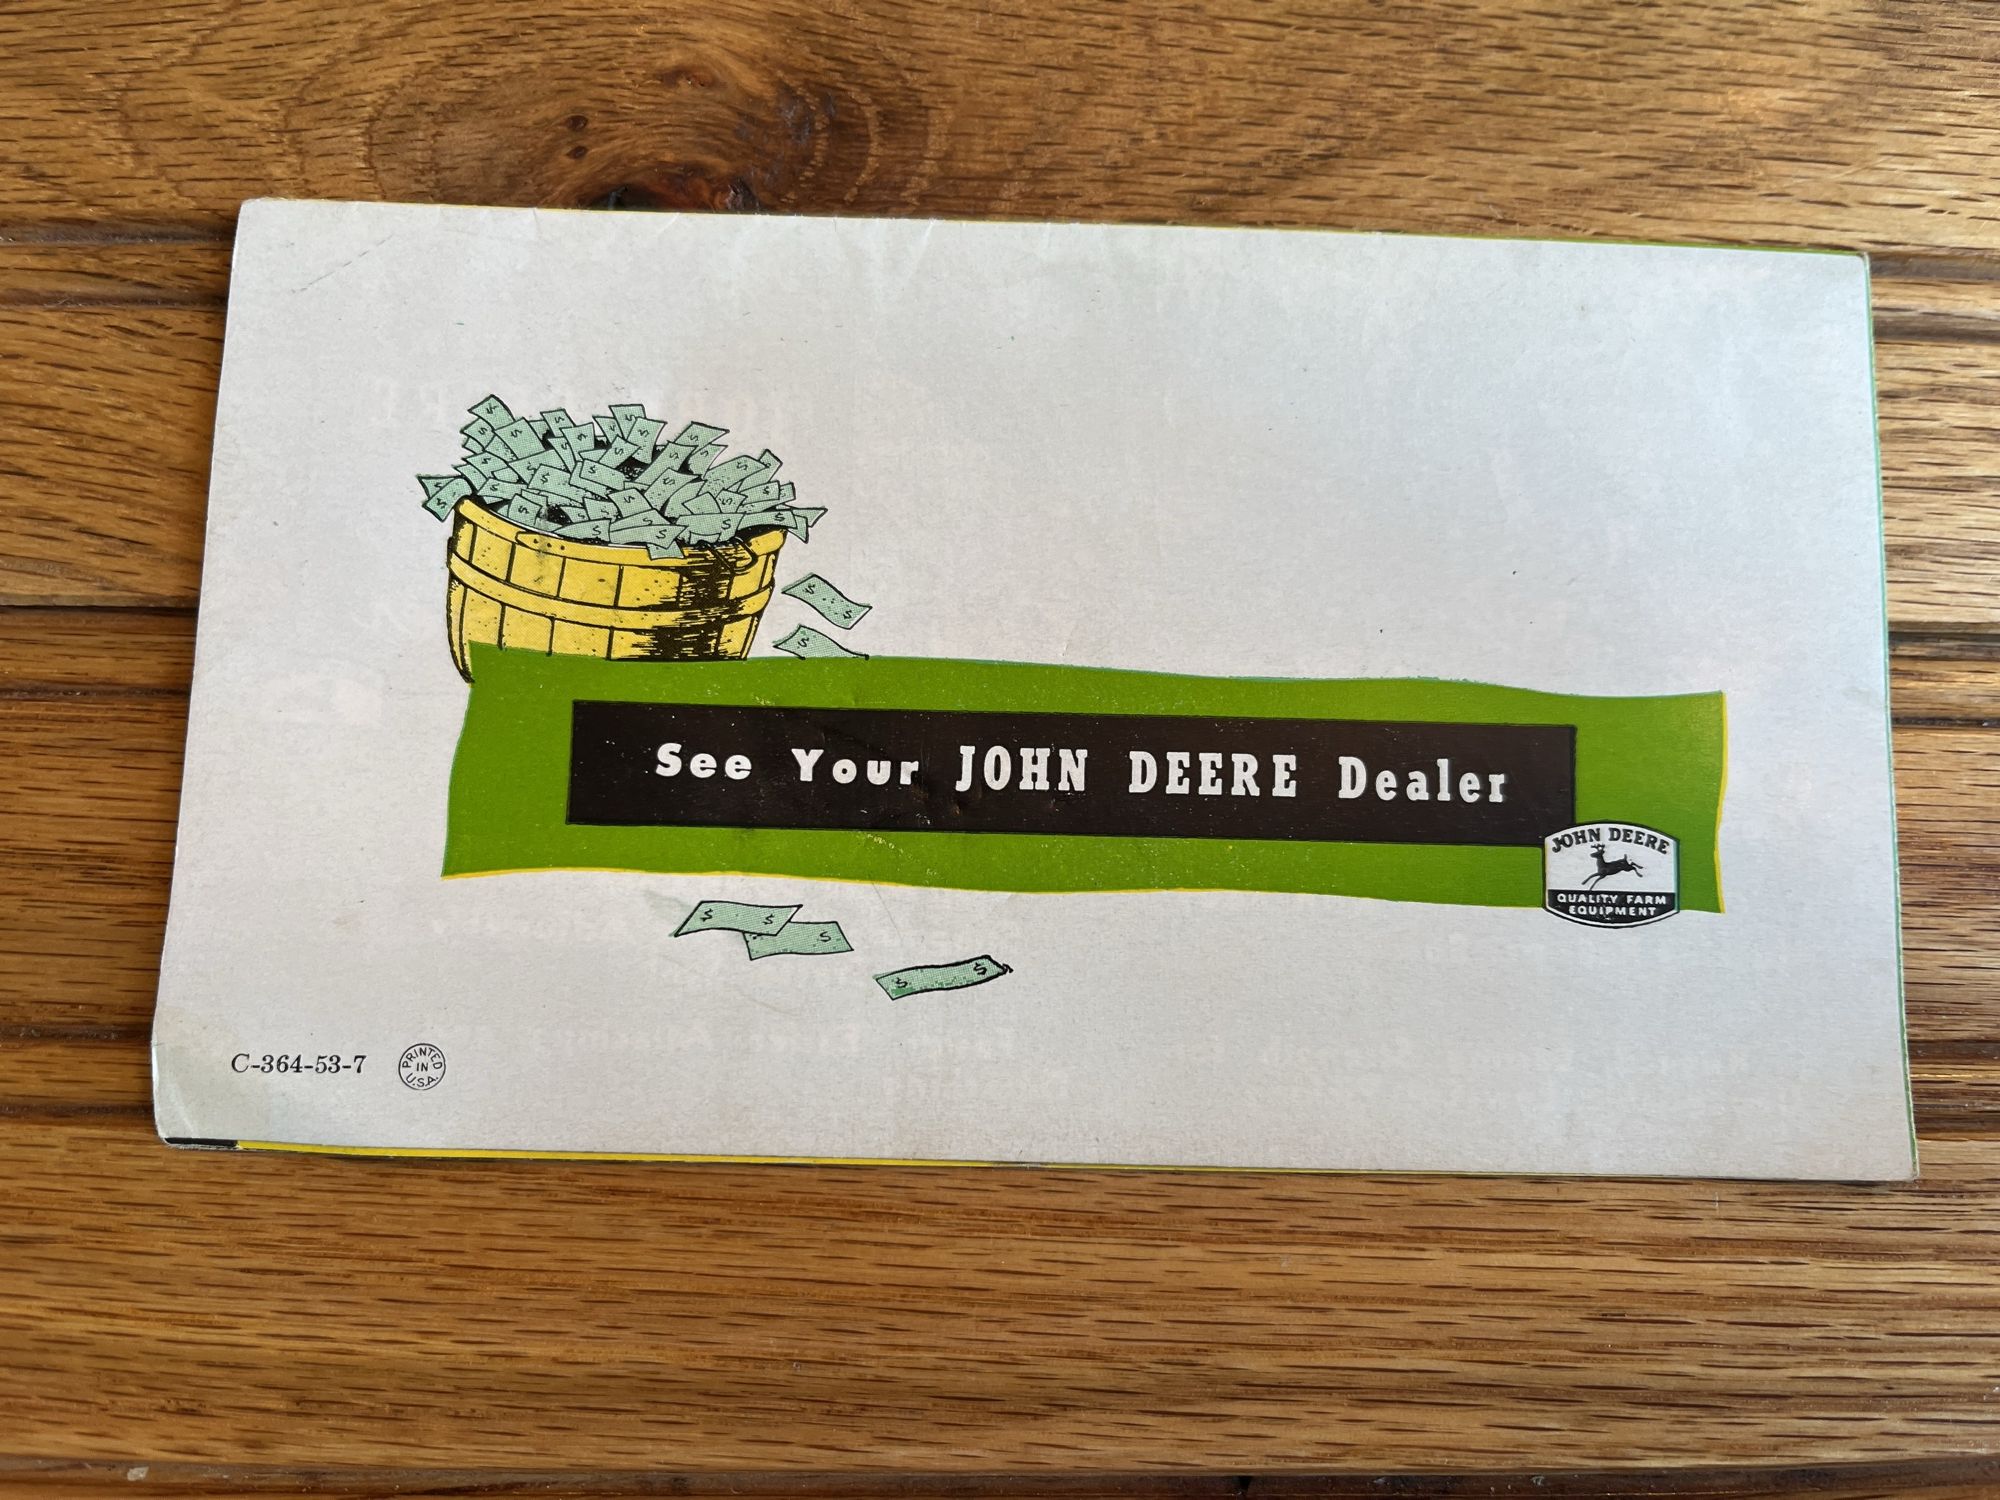 See Your JOHN DEERE Dealer
JOHN DEERE
QUALITY FARM
EQUIPMENT
C-364-53-7
PRINTED
IN
U.S.A.